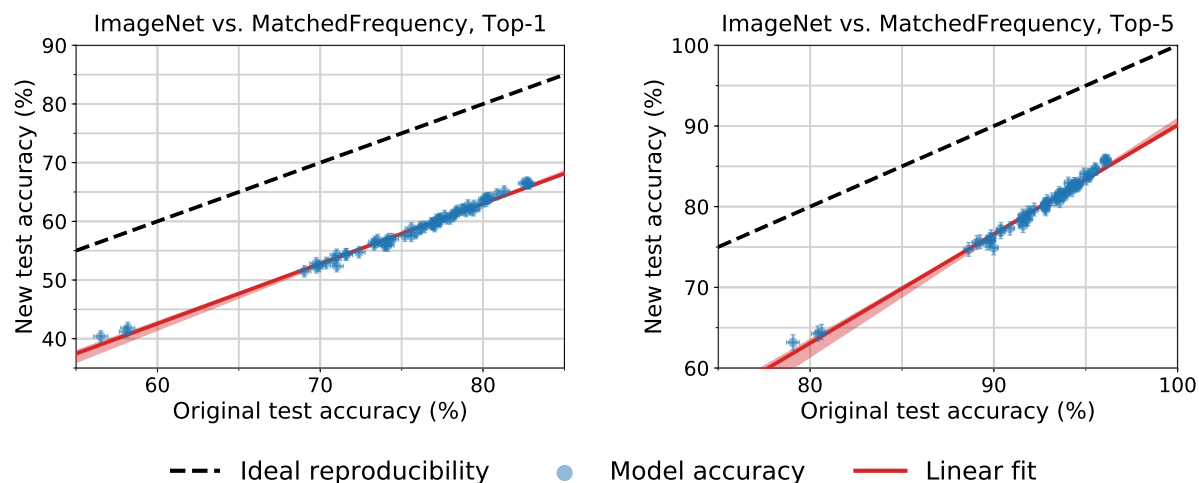 ImageNet vs. MatchedFrequency, Top-1
90
80
70
60
50
40
New test accuracy (%)
60 70 80
Original test accuracy (%)
ImageNet vs. MatchedFrequency, Top-5
100
90
80
70
60
New test accuracy (%)
80 90 100
Original test accuracy (%)
Ideal reproducibility Model accuracy Linear fit